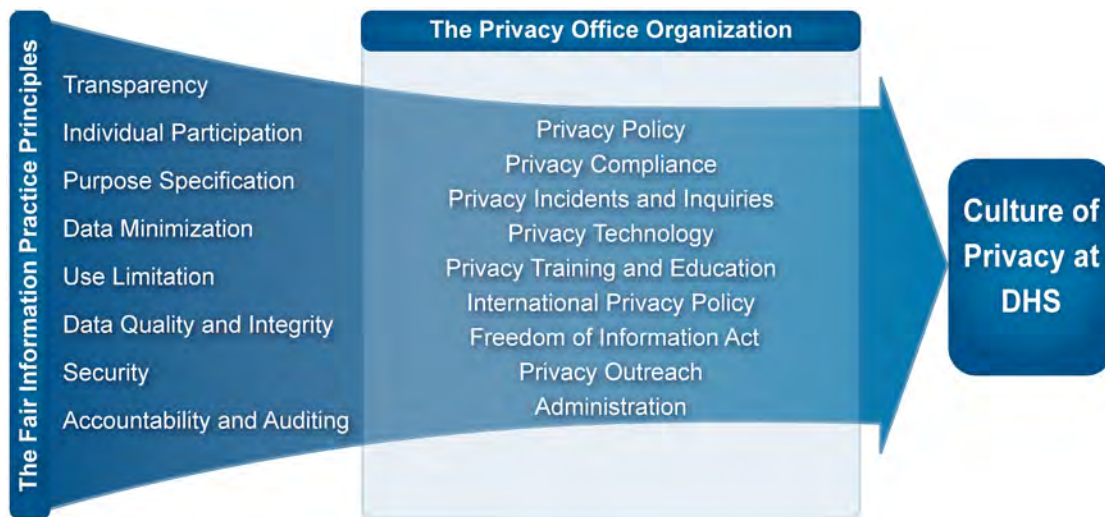 The Fair Information Practice Principles
Transparency
Individual Participation
Purpose Specification
Data Minimization
Use Limitation
Data Quality and Integrity
Security
Accountability and Auditing
The Privacy Office Organization
Privacy Policy
Privacy Compliance
Privacy Incidents and Inquiries
Privacy Technology
Privacy Training and Education
International Privacy Policy
Freedom of Information Act
Privacy Outreach
Administration
Culture of
Privacy at
DHS